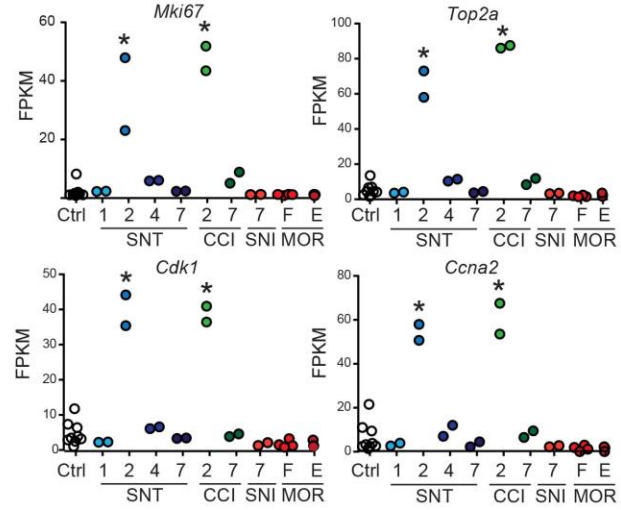 Mki67
*
*
60
40
20
FPKM
Ctrl 1 2 4 7 2 7 7 F E
SNT CCI SNI MOR
Top2a
*
*
100
80
60
40
20
0
FPKM
Ctrl 1 2 4 7 2 7 7 F E
SNT CCI SNI MOR
Cdk1
*
*
50
40
30
20
10
0
FPKM
Ctrl 1 2 4 7 2 7 7 F E
SNT CCI SNI MOR
Ccna2
*
*
80
60
40
20
0
FPKM
Ctrl 1 2 4 7 2 7 7 F E
SNT CCI SNI MOR